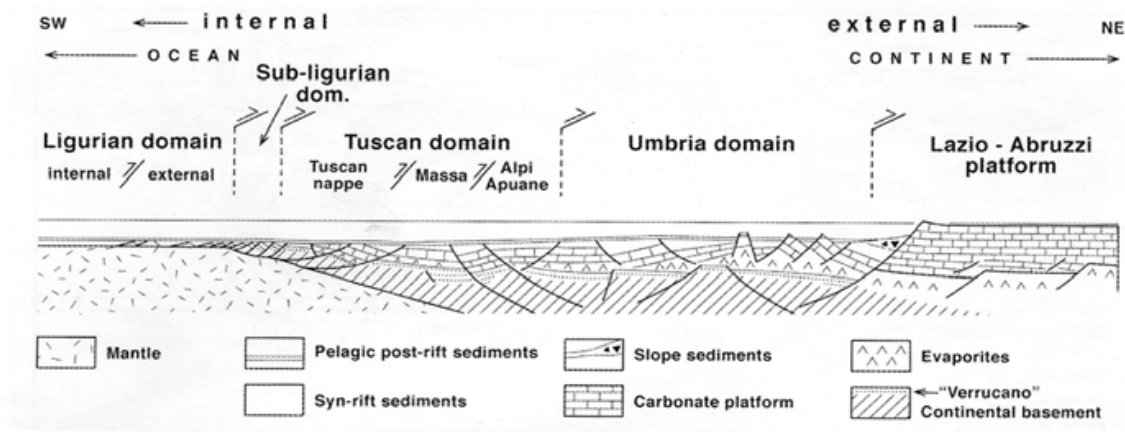 SW
internal
OCEAN
external
NE
CONTINENT
Sub-ligurian
dom.
Ligurian domain
internal
external
Tuscan domain
Tuscan
nappe
Massa
Alpi
Apuane
Umbria domain
Lazio - Abruzzi
platform
Mantle
Pelagic post-rift sediments
Syn-rift sediments
Slope sediments
Carbonate platform
Evaporites
"Verrucano"
Continental basement